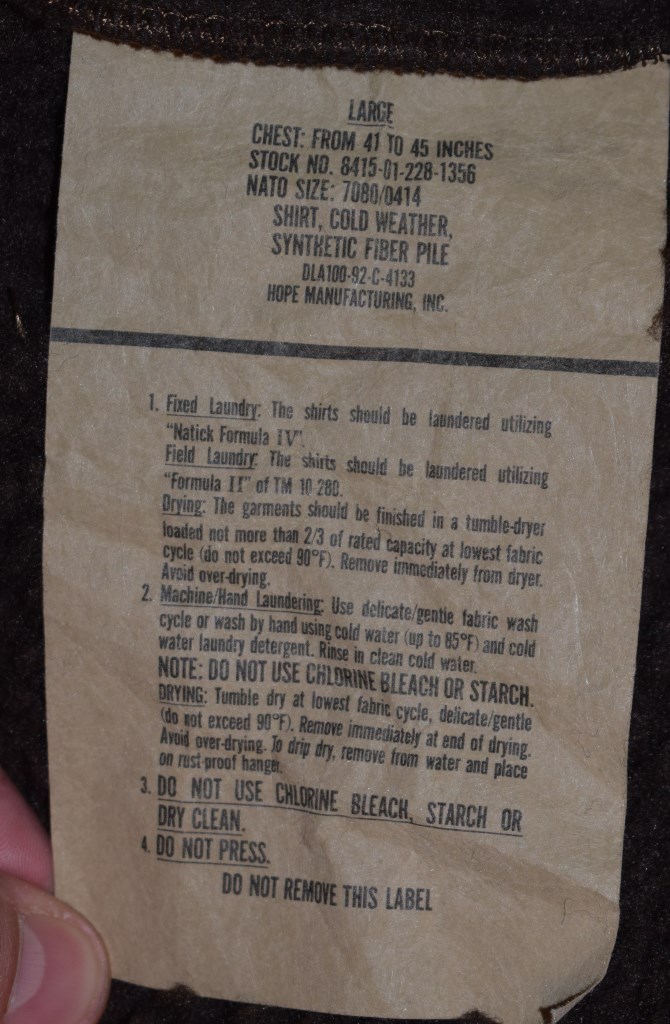 LARGE
CHEST: FROM 41 TO 45 INCHES
STOCK NO. 8415-01-228-1356
NATO SIZE: 7080/0414
SHIRT, COLD WEATHER,
SYNTHETIC FIBER PILE
DLA100-92-C-4133
HOPE MANUFACTURING, INC.
1. Fixed Laundry: The shirts should be laundered utilizing
"Natick Formula IV".
Field Laundry: The shirts should be laundered utilizing
"Formula II" of TM 10-280.
Drying: The garments should be finished in a tumble-dryer
loaded not more than 2/3 of rated capacity at lowest fabric
cycle (do not exceed 90°F). Remove immediately from dryer.
Avoid over-drying.
2. Machine/Hand Laundering: Use delicate/gentle fabric wash
cycle or wash by hand using cold water (up to 85°F) and cold
water laundry detergent. Rinse in clean cold water.
NOTE: DO NOT USE CHLORINE BLEACH OR STARCH.
DRYING: Tumble dry at lowest fabric cycle, delicate/gentle
(do not exceed 90°F). Remove immediately at end of drying.
Avoid over-drying. To drip dry, remove from water and place
on rust-proof hanger.
3. DO NOT USE CHLORINE BLEACH, STARCH OR
DRY CLEAN.
4. DO NOT PRESS.
DO NOT REMOVE THIS LABEL